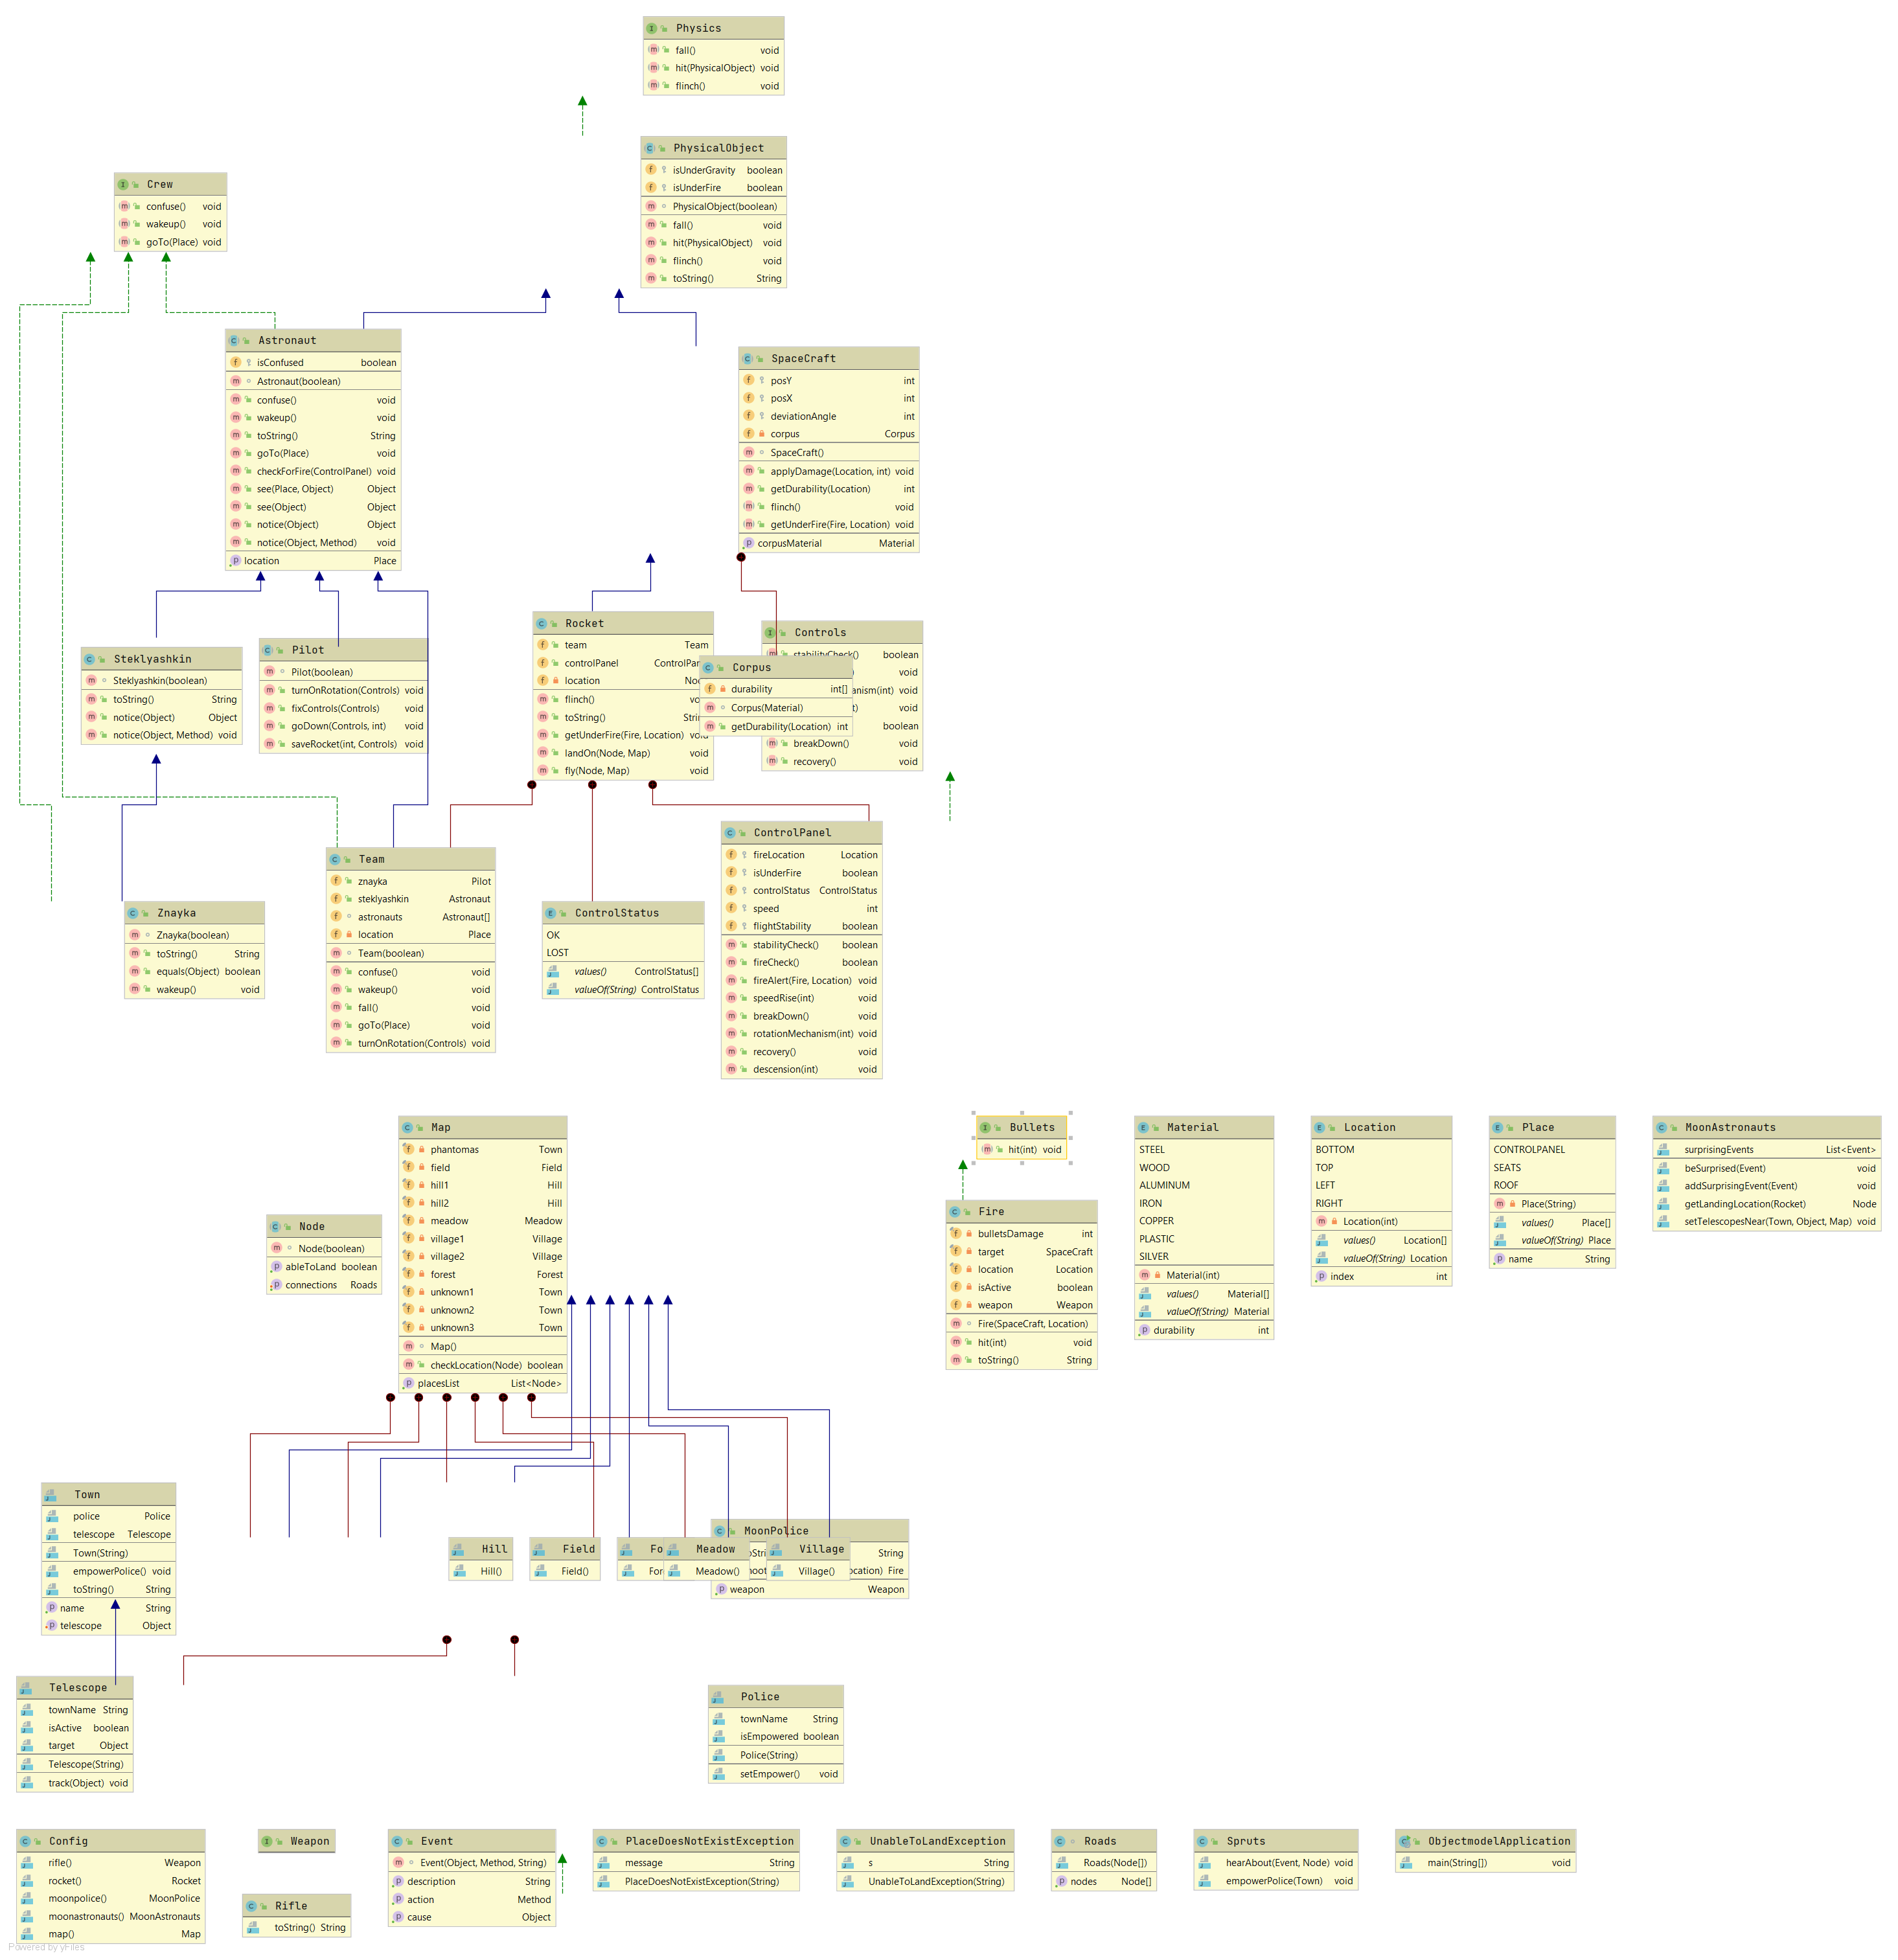 Physics
fall() void
hit(PhysicalObject) void
flinch() void
PhysicalObject
isUnderGravity boolean
isUnderFire boolean
PhysicalObject(boolean)
fall() void
hit(PhysicalObject) void
flinch() void
toString() String
Crew
confuse() void
wakeup() void
goTo(Place) void
Astronaut
isConfused boolean
Astronaut(boolean)
confuse() void
wakeup() void
toString() String
goTo(Place) void
checkForFire(ControlPanel) void
see(Place, Object) Object
see(Object) Object
notice(Object) Object
notice(Object, Method) void
location Place
SpaceCraft
posY int
posX int
deviationAngle int
corpus Corpus
SpaceCraft()
applyDamage(Location, int) void
getDurability(Location) int
flinch() void
getUnderFire(Fire, Location) void
corpusMaterial Material
Steklyashkin
Steklyashkin(boolean)
toString() String
notice(Object) Object
notice(Object, Method) void
Pilot
Pilot(boolean)
turnOnRotation(Controls) void
fixControls(Controls) void
goDown(Controls, int) void
saveRocket(int, Controls) void
Rocket
team Team
controlPanel
location
flinch()
toString()
getUnderFire(Fire, Location) void
landOn(Node, Map) void
fly(Node, Map) void
Controls
stabilityCheck() boolean
void
void
void
boolean
breakDown() void
recovery() void
Corpus
durability int[]
Corpus(Material)
getDurability(Location) int
Znayka
Znayka(boolean)
toString() String
equals(Object) boolean
wakeup() void
Team
znayka Pilot
steklyashkin Astronaut
astronauts Astronaut[]
location Place
Team(boolean)
confuse() void
wakeup() void
fall() void
goTo(Place) void
turnOnRotation(Controls) void
ControlStatus
OK
LOST
values() ControlStatus[]
valueOf(String) ControlStatus
ControlPanel
fireLocation Location
isUnderFire boolean
controlStatus ControlStatus
speed int
flightStability boolean
stabilityCheck() boolean
fireCheck() boolean
fireAlert(Fire, Location) void
speedRise(int) void
breakDown() void
rotationMechanism(int) void
recovery() void
descension(int) void
Node
Node(boolean)
ableToLand boolean
connections Roads
Map
phantomas Town
field Field
hill1 Hill
hill2 Hill
meadow Meadow
village1 Village
village2 Village
forest Forest
unknown1 Town
unknown2 Town
unknown3 Town
Map()
checkLocation(Node) boolean
placesList List<Node>
Bullets
hit(int) void
Fire
bulletsDamage int
target SpaceCraft
location Location
isActive boolean
weapon Weapon
Fire(SpaceCraft, Location)
hit(int) void
toString() String
Material
STEEL
WOOD
ALUMINUM
IRON
COPPER
PLASTIC
SILVER
Material(int)
values() Material[]
valueOf(String) Material
durability int
Location
BOTTOM
TOP
LEFT
RIGHT
Location(int)
values() Location[]
valueOf(String) Location
index int
Place
CONTROLPANEL
SEATS
ROOF
Place(String)
values() Place[]
valueOf(String) Place
name String
MoonAstronauts
surprisingEvents List<Event>
beSurprised(Event) void
addSurprisingEvent(Event) void
getLandingLocation(Rocket) Node
setTelescopesNear(Town, Object, Map) void
Town
police Police
telescope Telescope
Town(String)
empowerPolice() void
toString() String
name String
telescope Object
Hill
Hill()
Field
Field()
Meadow
Meadow()
Village
Village()
MoonPolice
String
Fire
weapon Weapon
Telescope
townName String
isActive boolean
target Object
Telescope(String)
track(Object) void
Police
townName String
isEmpowered boolean
Police(String)
setEmpower() void
Config
rifle() Weapon
rocket() Rocket
moonpolice() MoonPolice
moonastronauts() MoonAstronauts
map() Map
Weapon
Rifle
toString() String
Event
Event(Object, Method, String)
description String
action Method
cause Object
PlaceDoesNotExistException
message String
PlaceDoesNotExistException(String)
UnableToLandException
s String
UnableToLandException(String)
Roads
Roads(Node[])
nodes Node[]
Spruts
hearAbout(Event, Node) void
empowerPolice(Town) void
ObjectmodelApplication
main(String[]) void
Powered by yFiles